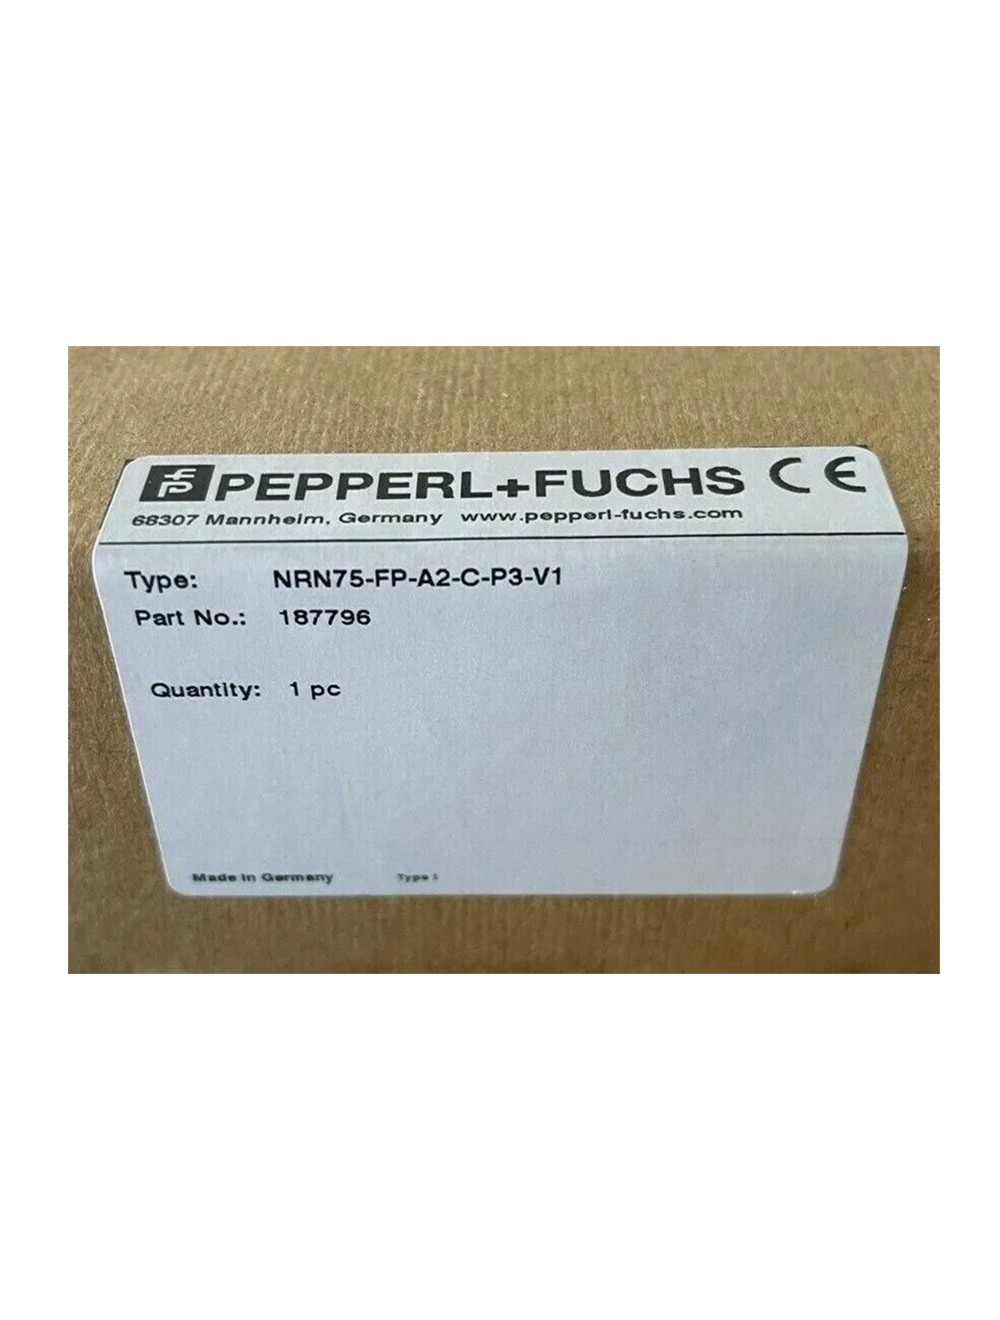 PEPPERL+FUCHS CE
68307 Mannheim, Germany www.pepperl-fuchs.com
Type: NRN75-FP-A2-C-P3-V1
Part No.: 187796
Quantity: 1 pc
Made in Germany Type